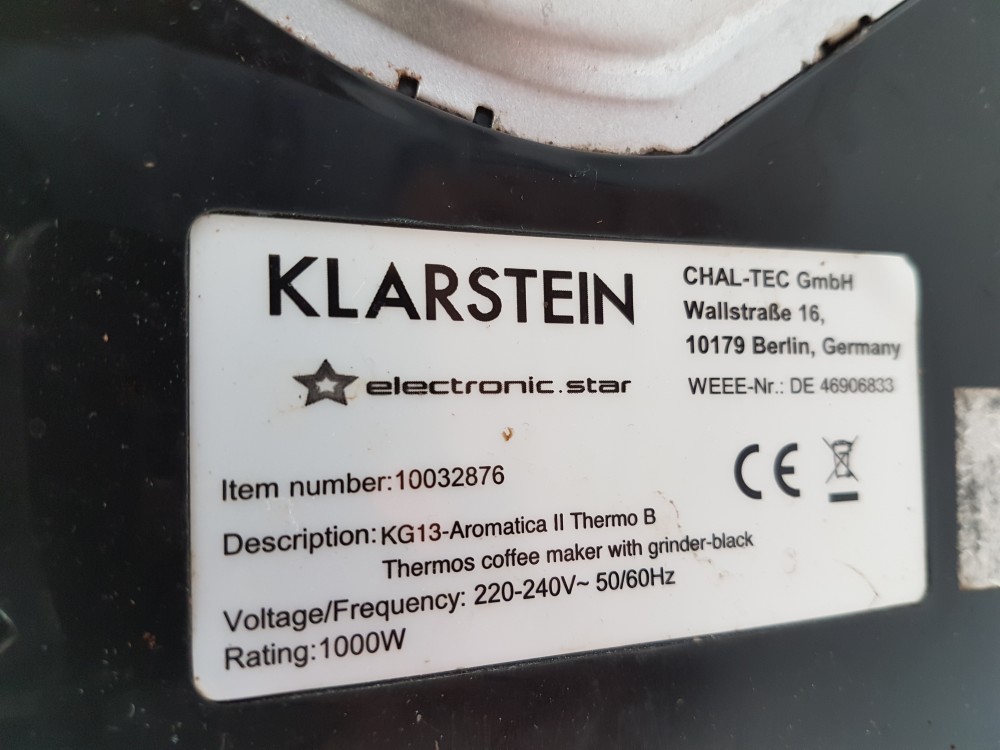 KLARSTEIN
electronic.star
CHAL-TEC GmbH
Wallstraße 16,
10179 Berlin, Germany
WEEE-Nr.: DE 46906833
CE
Item number:10032876
Description:KG13-Aromatica II Thermo B
Thermos coffee maker with grinder-black
Voltage/Frequency: 220-240V~ 50/60Hz
Rating:1000W